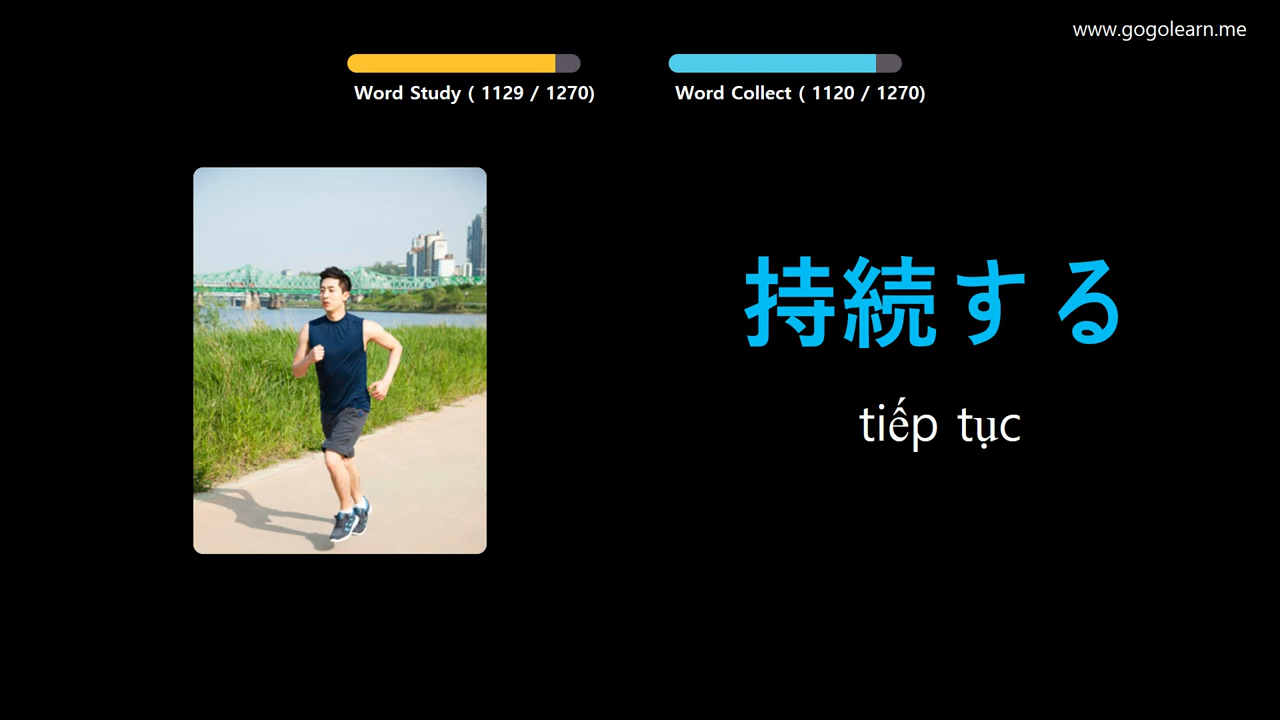 www.gogolearn.me
Word Study ( 1129 / 1270)
Word Collect ( 1120 / 1270)
持続する
tiếp tục